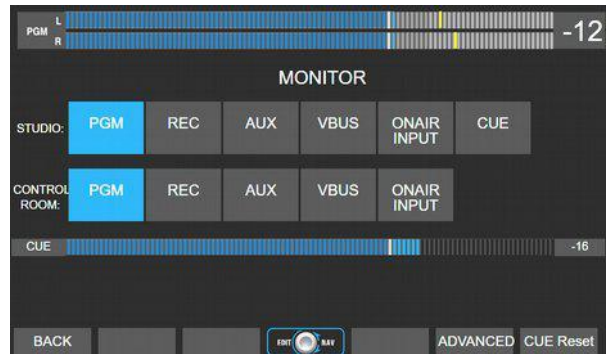 L
PGM -12
R
MONITOR
STUDIO: PGM REC AUX VBUS ONAIR INPUT CUE
CONTROL ROOM: PGM REC AUX VBUS ONAIR INPUT
CUE -16
BACK EDIT NAV ADVANCED CUE Reset